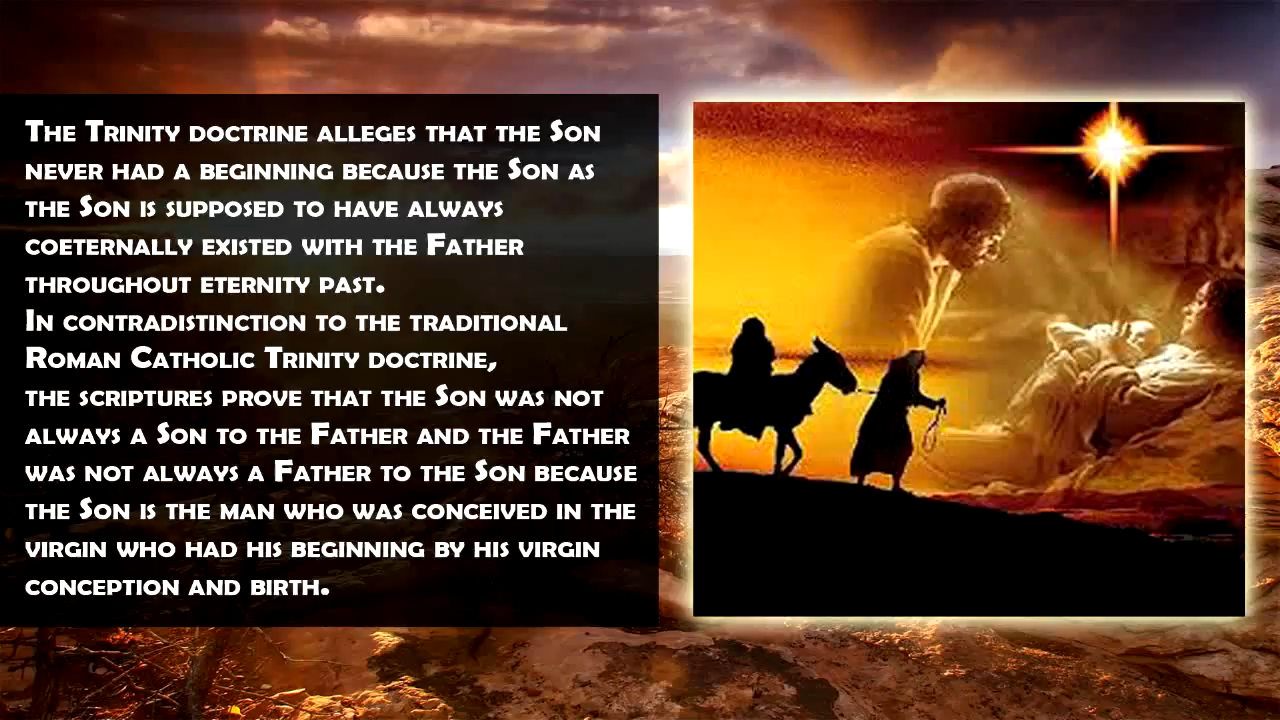 The Trinity doctrine alleges that the Son
never had a beginning because the Son as
the Son is supposed to have always
coeternally existed with the Father
throughout eternity past.
In contradistinction to the traditional
Roman Catholic Trinity doctrine,
the scriptures prove that the Son was not
always a Son to the Father and the Father
was not always a Father to the Son because
the Son is the man who was conceived in the
virgin who had his beginning by his virgin
conception and birth.